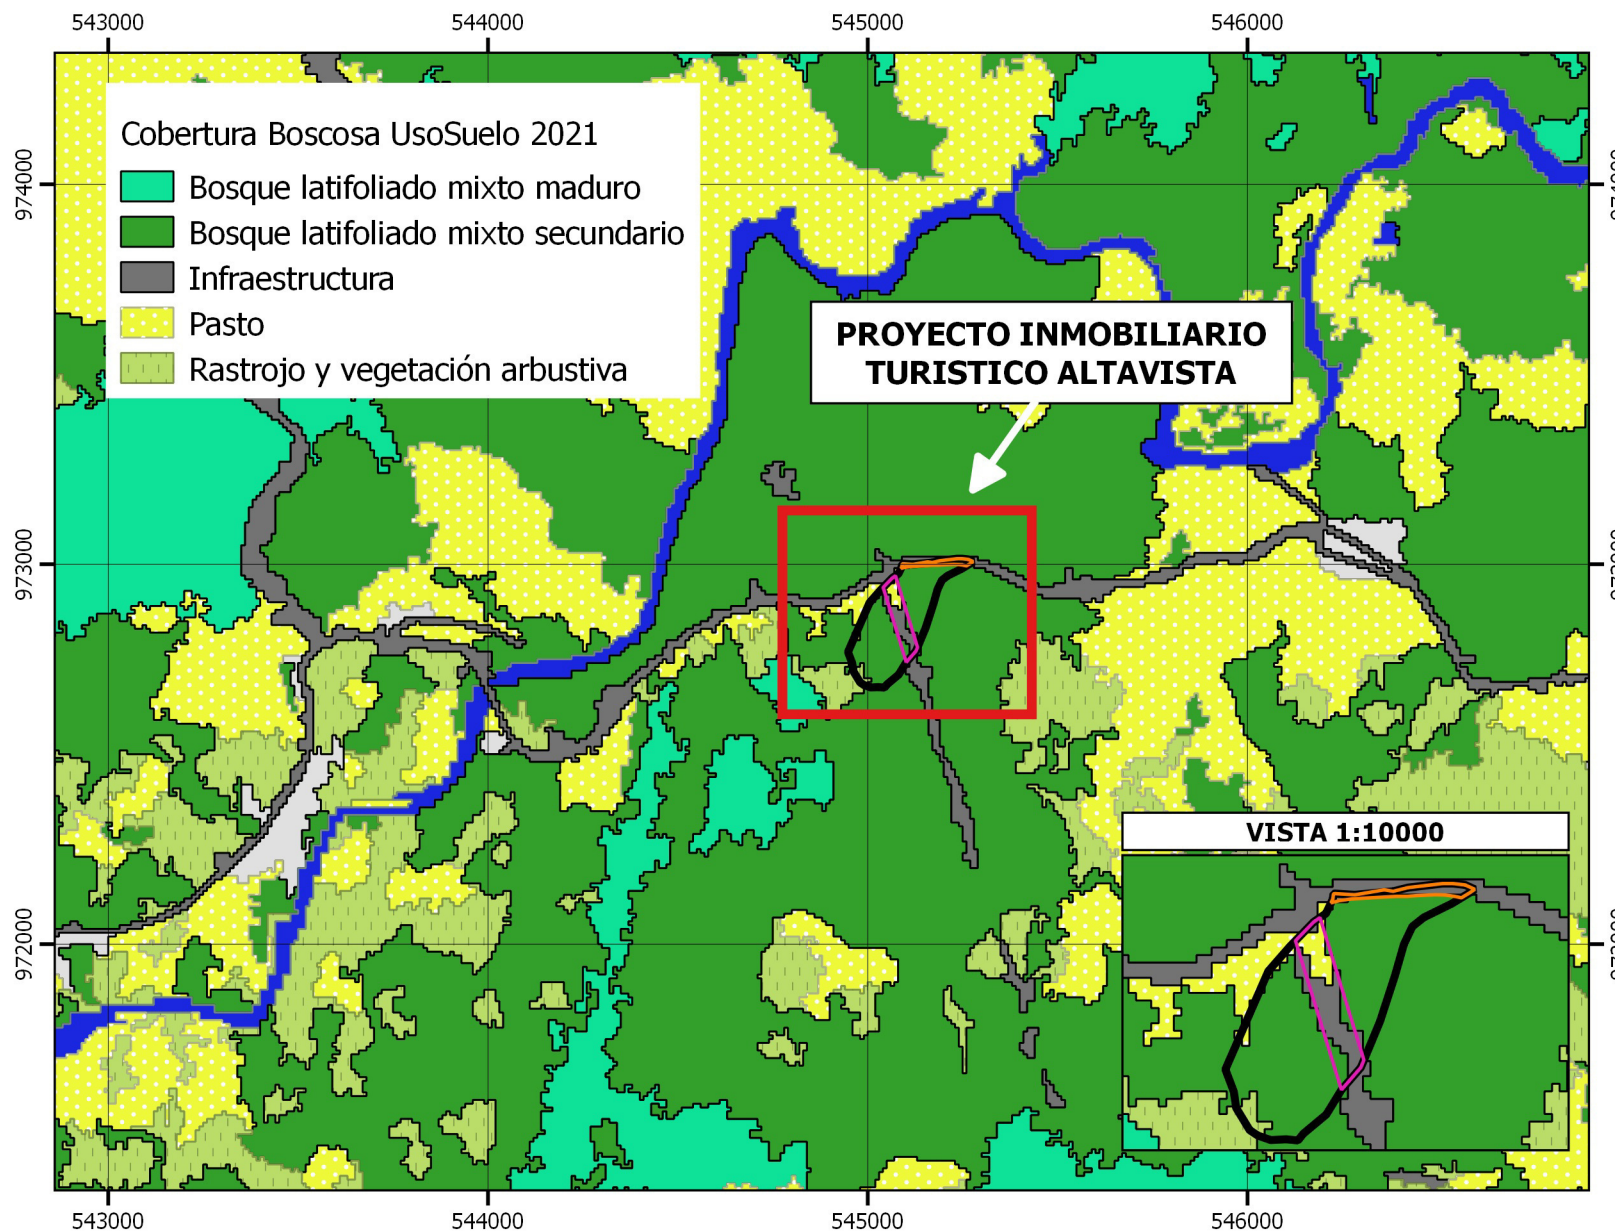 543000
544000
545000
546000
Cobertura Boscosa UsoSuelo 2021
Bosque latifoliado mixto maduro
Bosque latifoliado mixto secundario
Infraestructura
Pasto
Rastrojo y vegetación arbustiva
974000
PROYECTO INMOBILIARIO
TURISTICO ALTAVISTA
973000
VISTA 1:10000
972000
543000
544000
545000
546000